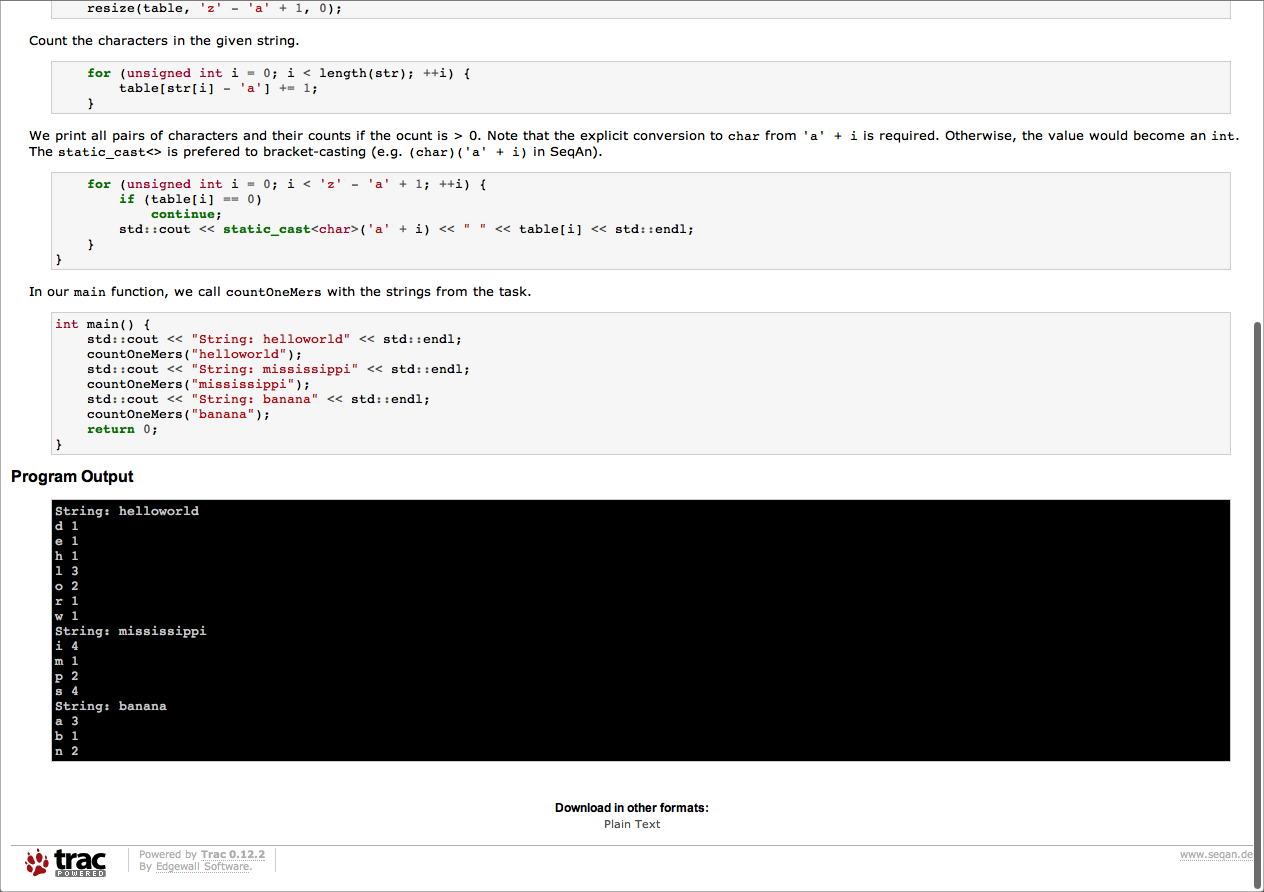 resize(table, 'z' - 'a' + 1, 0);
Count the characters in the given string.
for (unsigned int i = 0; i < length(str); ++i) {
table[str[i] - 'a'] += 1;
}
We print all pairs of characters and their counts if the ocunt is > 0. Note that the explicit conversion to char from 'a' + i is required. Otherwise, the value would become an int.
The static_cast<> is prefered to bracket-casting (e.g. (char)('a' + i) in SeqAn).
for (unsigned int i = 0; i < 'z' - 'a' + 1; ++i) {
if (table[i] == 0)
continue;
std::cout << static_cast<char>('a' + i) << " " << table[i] << std::endl;
}
}
In our main function, we call countOneMers with the strings from the task.
int main() {
std::cout << "String: helloworld" << std::endl;
countOneMers("helloworld");
std::cout << "String: mississippi" << std::endl;
countOneMers("mississippi");
std::cout << "String: banana" << std::endl;
countOneMers("banana");
return 0;
}
Program Output
String: helloworld
d 1
e 1
h 1
l 3
o 2
r 1
w 1
String: mississippi
i 4
m 1
p 2
s 4
String: banana
a 3
b 1
n 2
Download in other formats:
Plain Text
trac
POWERED
Powered by Trac 0.12.2
By Edgewall Software.
www.seqan.de